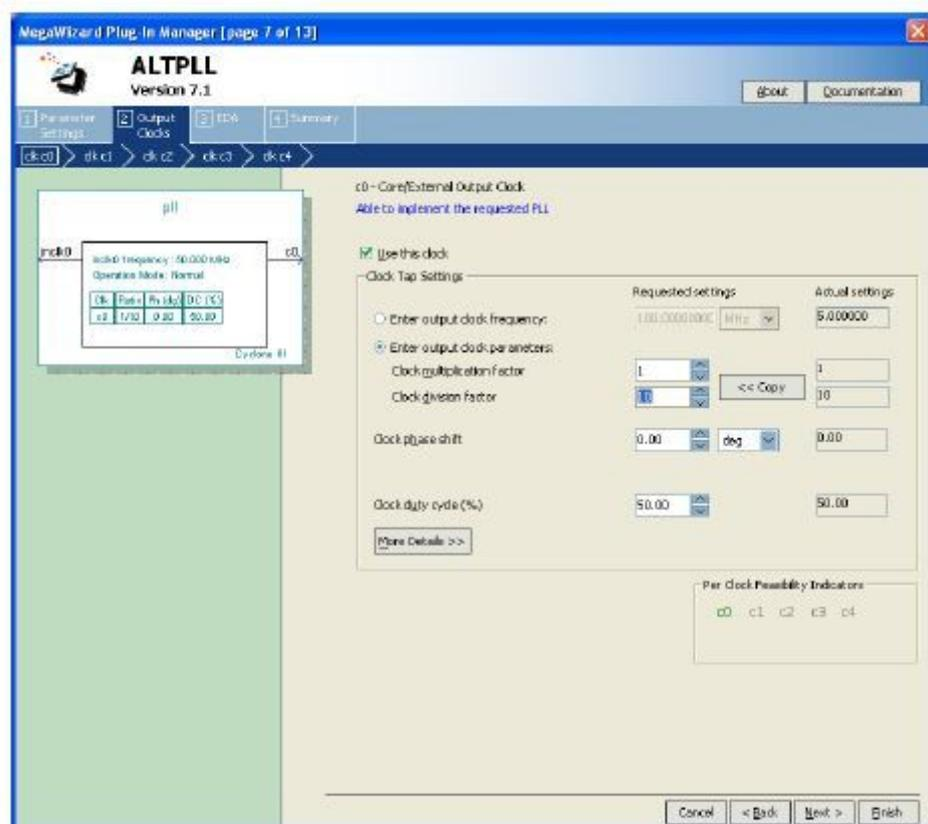 MegaWizard Plug-In Manager [page 7 of 13]
ALTPLL
Version 7.1
About
Documentation
1 Parameter Settings
2 Output Clocks
3 EDA
4 Summary
clk c0
clk c1
clk c2
clk c3
clk c4
pll
inclk0
c0
inclk0 frequency: 50.000 MHz
Operation Mode: Normal
Clk Ratio Ph (dg) DC (%)
c0 1/10 0.00 50.00
Cyclone III
c0 - Core/External Output Clock
Able to implement the requested PLL
Use this clock
Clock Tap Settings
Requested settings
Actual settings
Enter output clock frequency:
100.0000000 MHz
5.000000
Enter output clock parameters:
Clock multiplication factor
1
<< Copy
1
Clock division factor
10
10
Clock phase shift
0.00
deg
0.00
Clock duty cycle (%)
50.00
50.00
More Details >>
Per Clock Feasibility Indicators
c0 c1 c2 c3 c4
Cancel
< Back
Next >
Finish